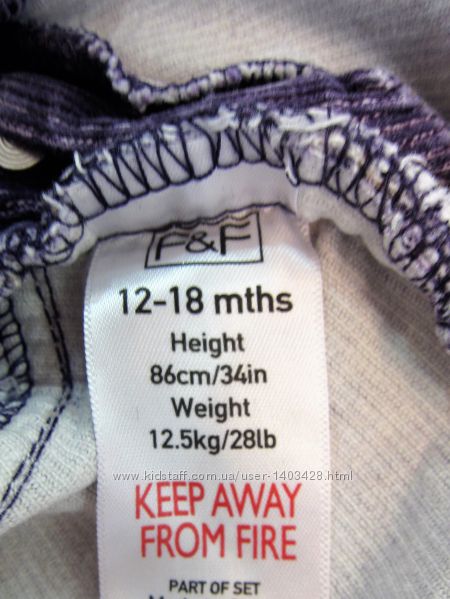 F&F
12-18 mths
Height
86cm/34in
Weight
12.5kg/28lb
www.kidstaff.com.ua/user-1403428.html
KEEP AWAY
FROM FIRE
PART OF SET